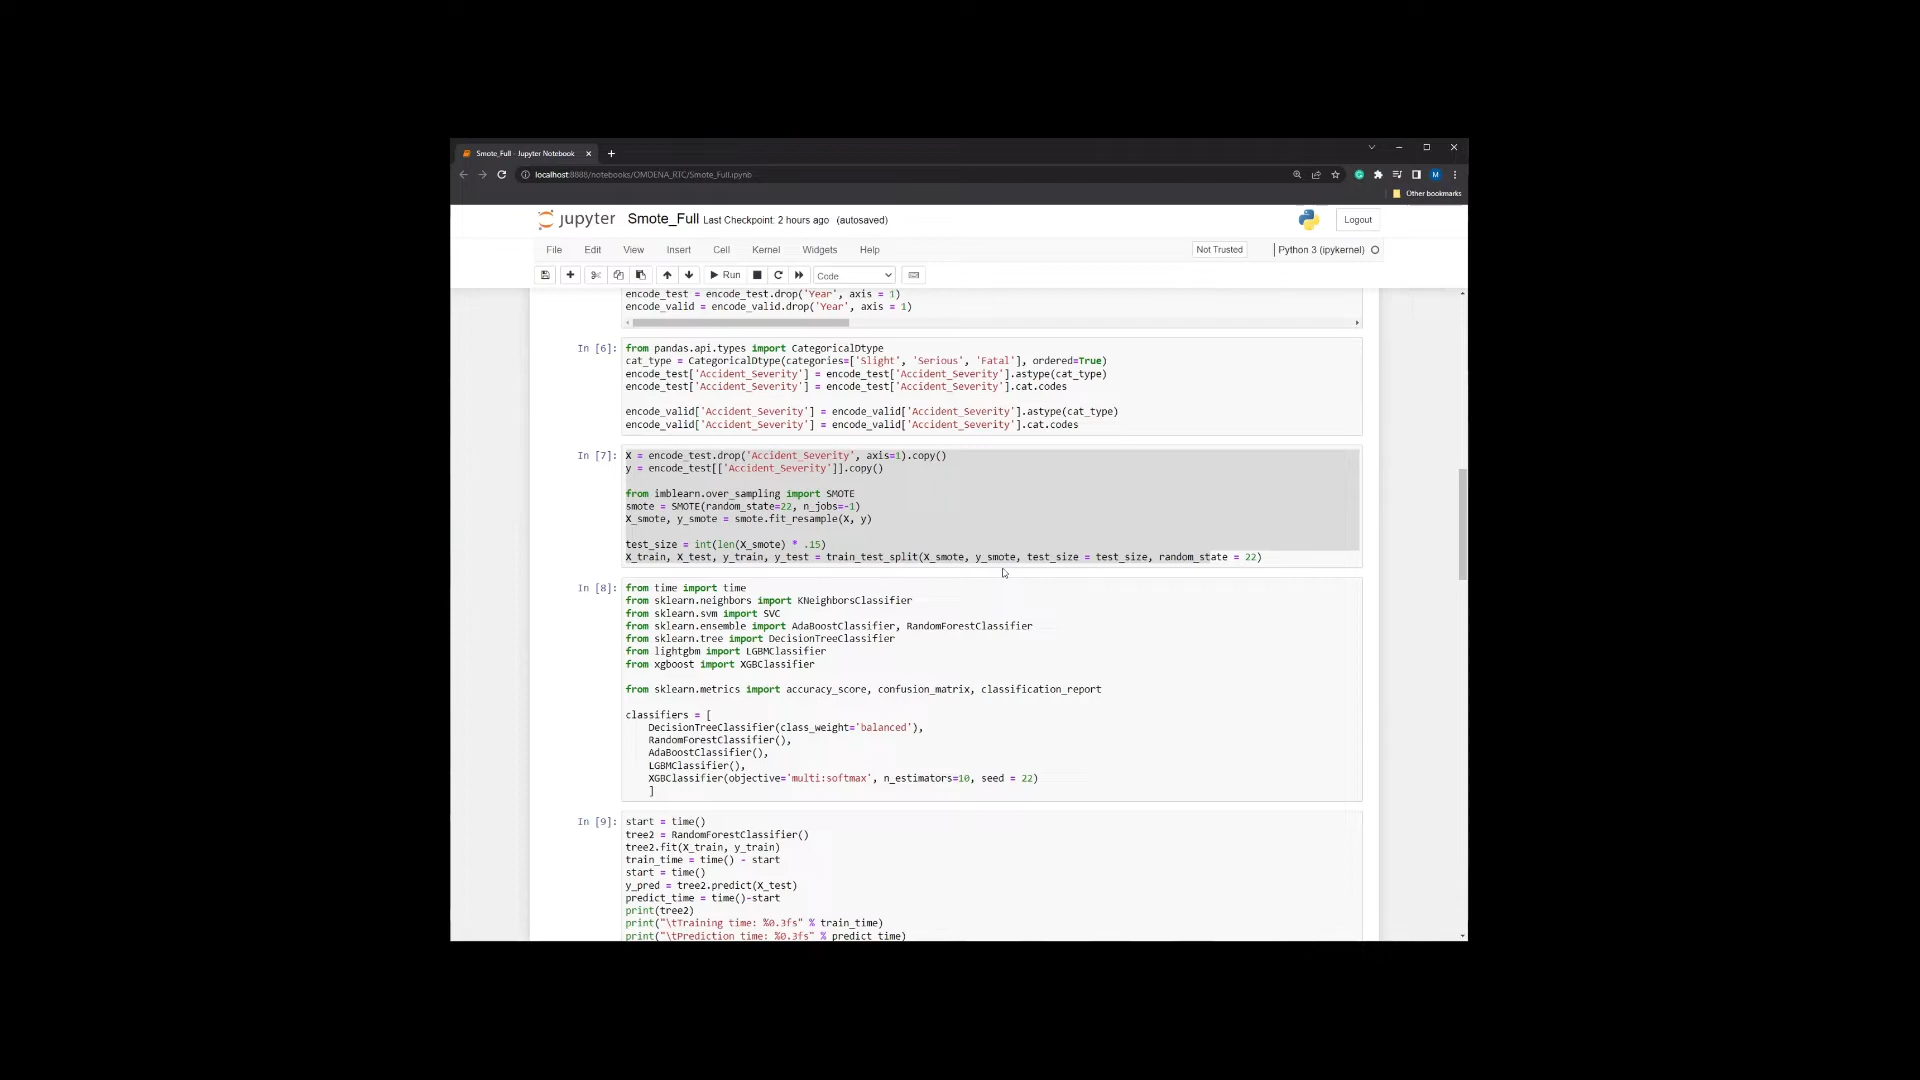 Smote_Full - Jupyter Notebook
localhost:8888/notebooks/OMDENA_RTC/Smote_Full.ipynb
M
Other bookmarks
jupyter Smote_Full Last Checkpoint: 2 hours ago (autosaved) Logout
File Edit View Insert Cell Kernel Widgets Help Not Trusted Python 3 (ipykernel)
Run Code
encode_test = encode_test.drop('Year', axis = 1)
encode_valid = encode_valid.drop('Year', axis = 1)
In [6]: from pandas.api.types import CategoricalDtype
cat_type = CategoricalDtype(categories=['Slight', 'Serious', 'Fatal'], ordered=True)
encode_test['Accident_Severity'] = encode_test['Accident_Severity'].astype(cat_type)
encode_test['Accident_Severity'] = encode_test['Accident_Severity'].cat.codes
encode_valid['Accident_Severity'] = encode_valid['Accident_Severity'].astype(cat_type)
encode_valid['Accident_Severity'] = encode_valid['Accident_Severity'].cat.codes
In [7]: X = encode_test.drop('Accident_Severity', axis=1).copy()
y = encode_test[['Accident_Severity']].copy()
from imblearn.over_sampling import SMOTE
smote = SMOTE(random_state=22, n_jobs=-1)
X_smote, y_smote = smote.fit_resample(X, y)
test_size = int(len(X_smote) * .15)
X_train, X_test, y_train, y_test = train_test_split(X_smote, y_smote, test_size = test_size, random_state = 22)
In [8]: from time import time
from sklearn.neighbors import KNeighborsClassifier
from sklearn.svm import SVC
from sklearn.ensemble import AdaBoostClassifier, RandomForestClassifier
from sklearn.tree import DecisionTreeClassifier
from lightgbm import LGBMClassifier
from xgboost import XGBClassifier
from sklearn.metrics import accuracy_score, confusion_matrix, classification_report
classifiers = [
DecisionTreeClassifier(class_weight='balanced'),
RandomForestClassifier(),
AdaBoostClassifier(),
LGBMClassifier(),
XGBClassifier(objective='multi:softmax', n_estimators=10, seed = 22)
]
In [9]: start = time()
tree2 = RandomForestClassifier()
tree2.fit(X_train, y_train)
train_time = time() - start
start = time()
y_pred = tree2.predict(X_test)
predict_time = time()-start
print(tree2)
print("\tTraining time: %0.3fs" % train_time)
print("\tPrediction time: %0.3fs" % predict_time)